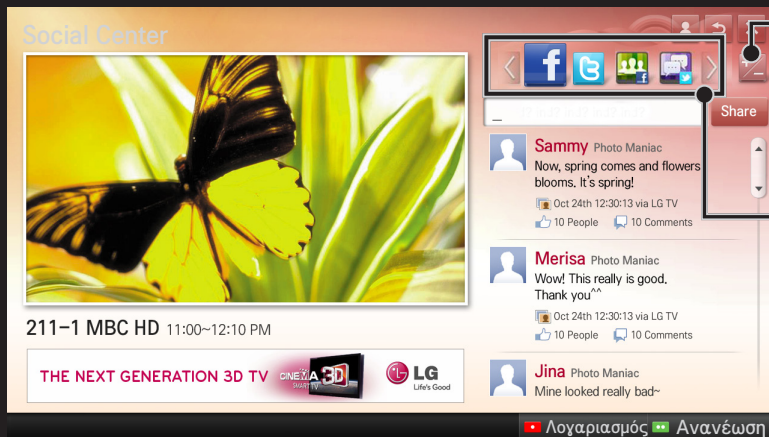 Social Center
Share
Sammy Photo Maniac
Now, spring comes and flowers
blooms. It's spring!
Oct 24th 12:30:13 via LG TV
10 People 10 Comments
Merisa Photo Maniac
Wow! This really is good.
Thank you^^
Oct 24th 12:30:13 via LG TV
10 People 10 Comments
Jina Photo Maniac
Mine looked really bad~
211-1 MBC HD 11:00~12:10 PM
THE NEXT GENERATION 3D TV CINEMA 3D SMART TV LG Life's Good
Λογαριασμός Ανανέωση